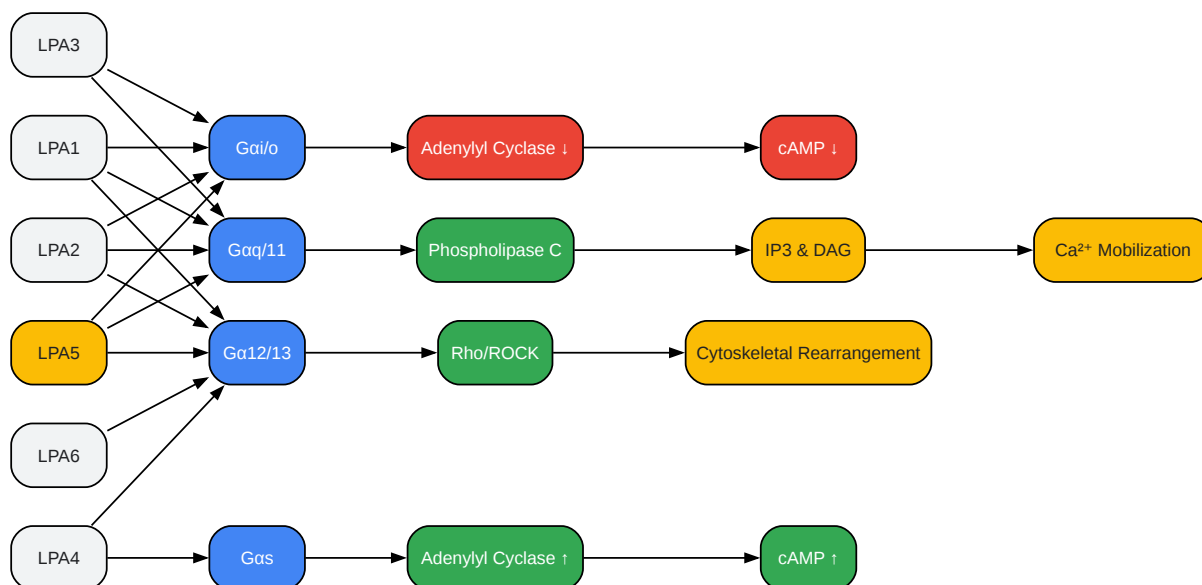 LPA3
LPA1
Gαi/o
Adenylyl Cyclase ↓
cAMP ↓
LPA2
Gαq/11
Phospholipase C
IP3 & DAG
Ca²⁺ Mobilization
LPA5
Gα12/13
Rho/ROCK
Cytoskeletal Rearrangement
LPA6
LPA4
Gαs
Adenylyl Cyclase ↑
cAMP ↑